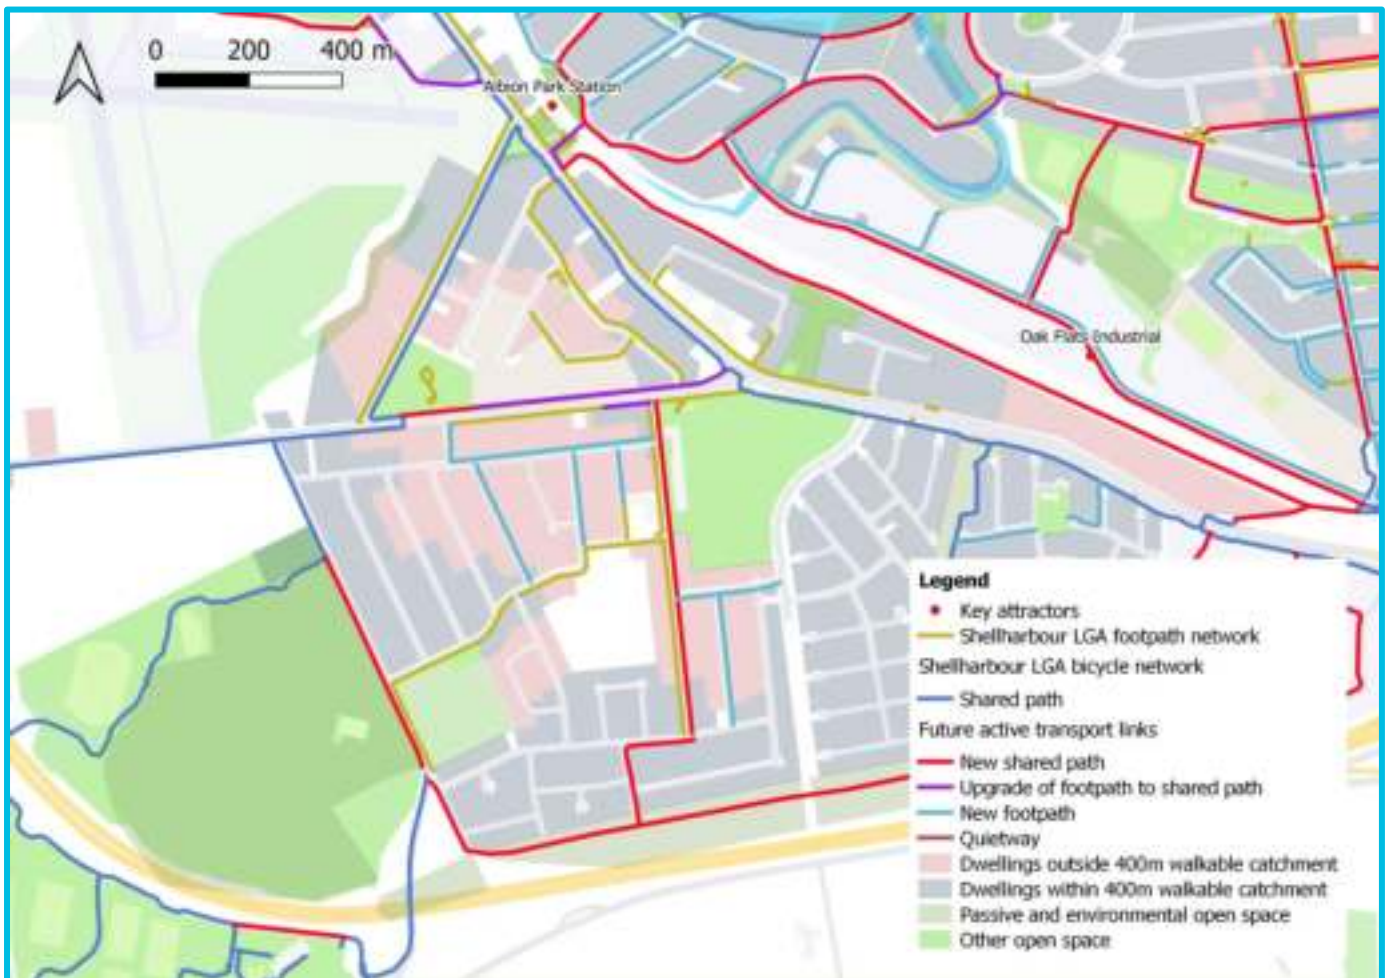 0 200 400 m
Albion Park Station
Oak Flats Industrial
Legend
Key attractors
Shellharbour LGA footpath network
Shellharbour LGA bicycle network
Shared path
Future active transport links
New shared path
Upgrade of footpath to shared path
New footpath
Quietway
Dwellings outside 400m walkable catchment
Dwellings within 400m walkable catchment
Passive and environmental open space
Other open space